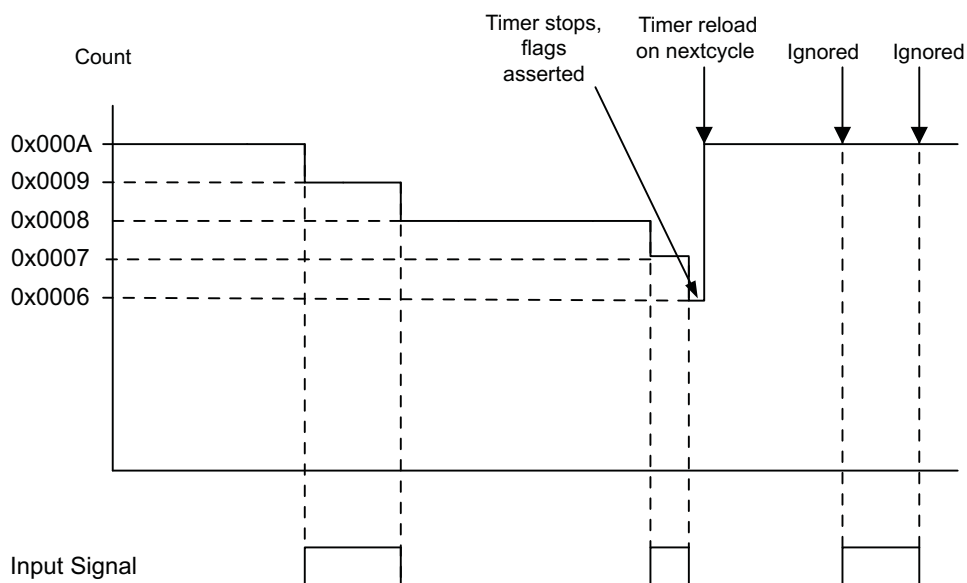 Timer stops,
flags
asserted
Timer reload
on nextcycle
Ignored
Ignored
Count
0x000A
0x0009
0x0008
0x0007
0x0006
Input Signal